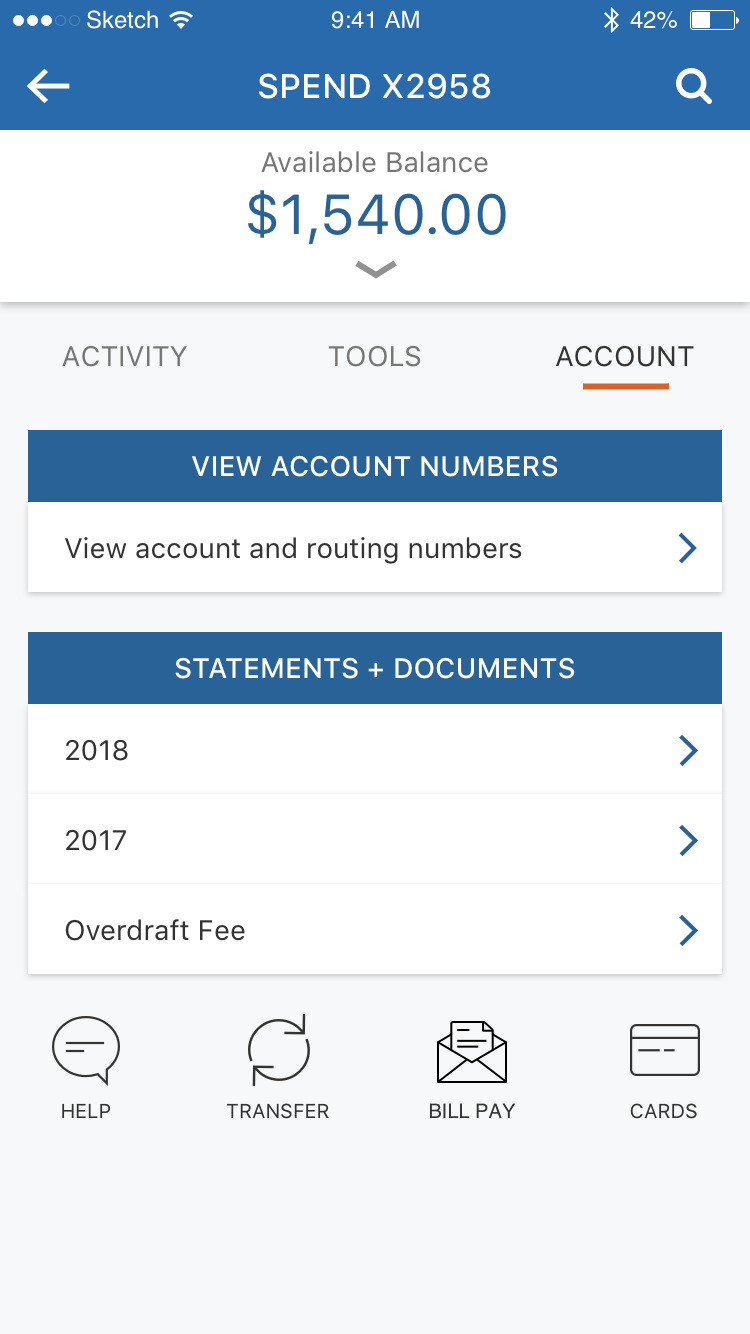 Sketch 9:41 AM 42%
SPEND X2958
Available Balance
$1,540.00
ACTIVITY TOOLS ACCOUNT
VIEW ACCOUNT NUMBERS
View account and routing numbers
STATEMENTS + DOCUMENTS
2018
2017
Overdraft Fee
HELP TRANSFER BILL PAY CARDS